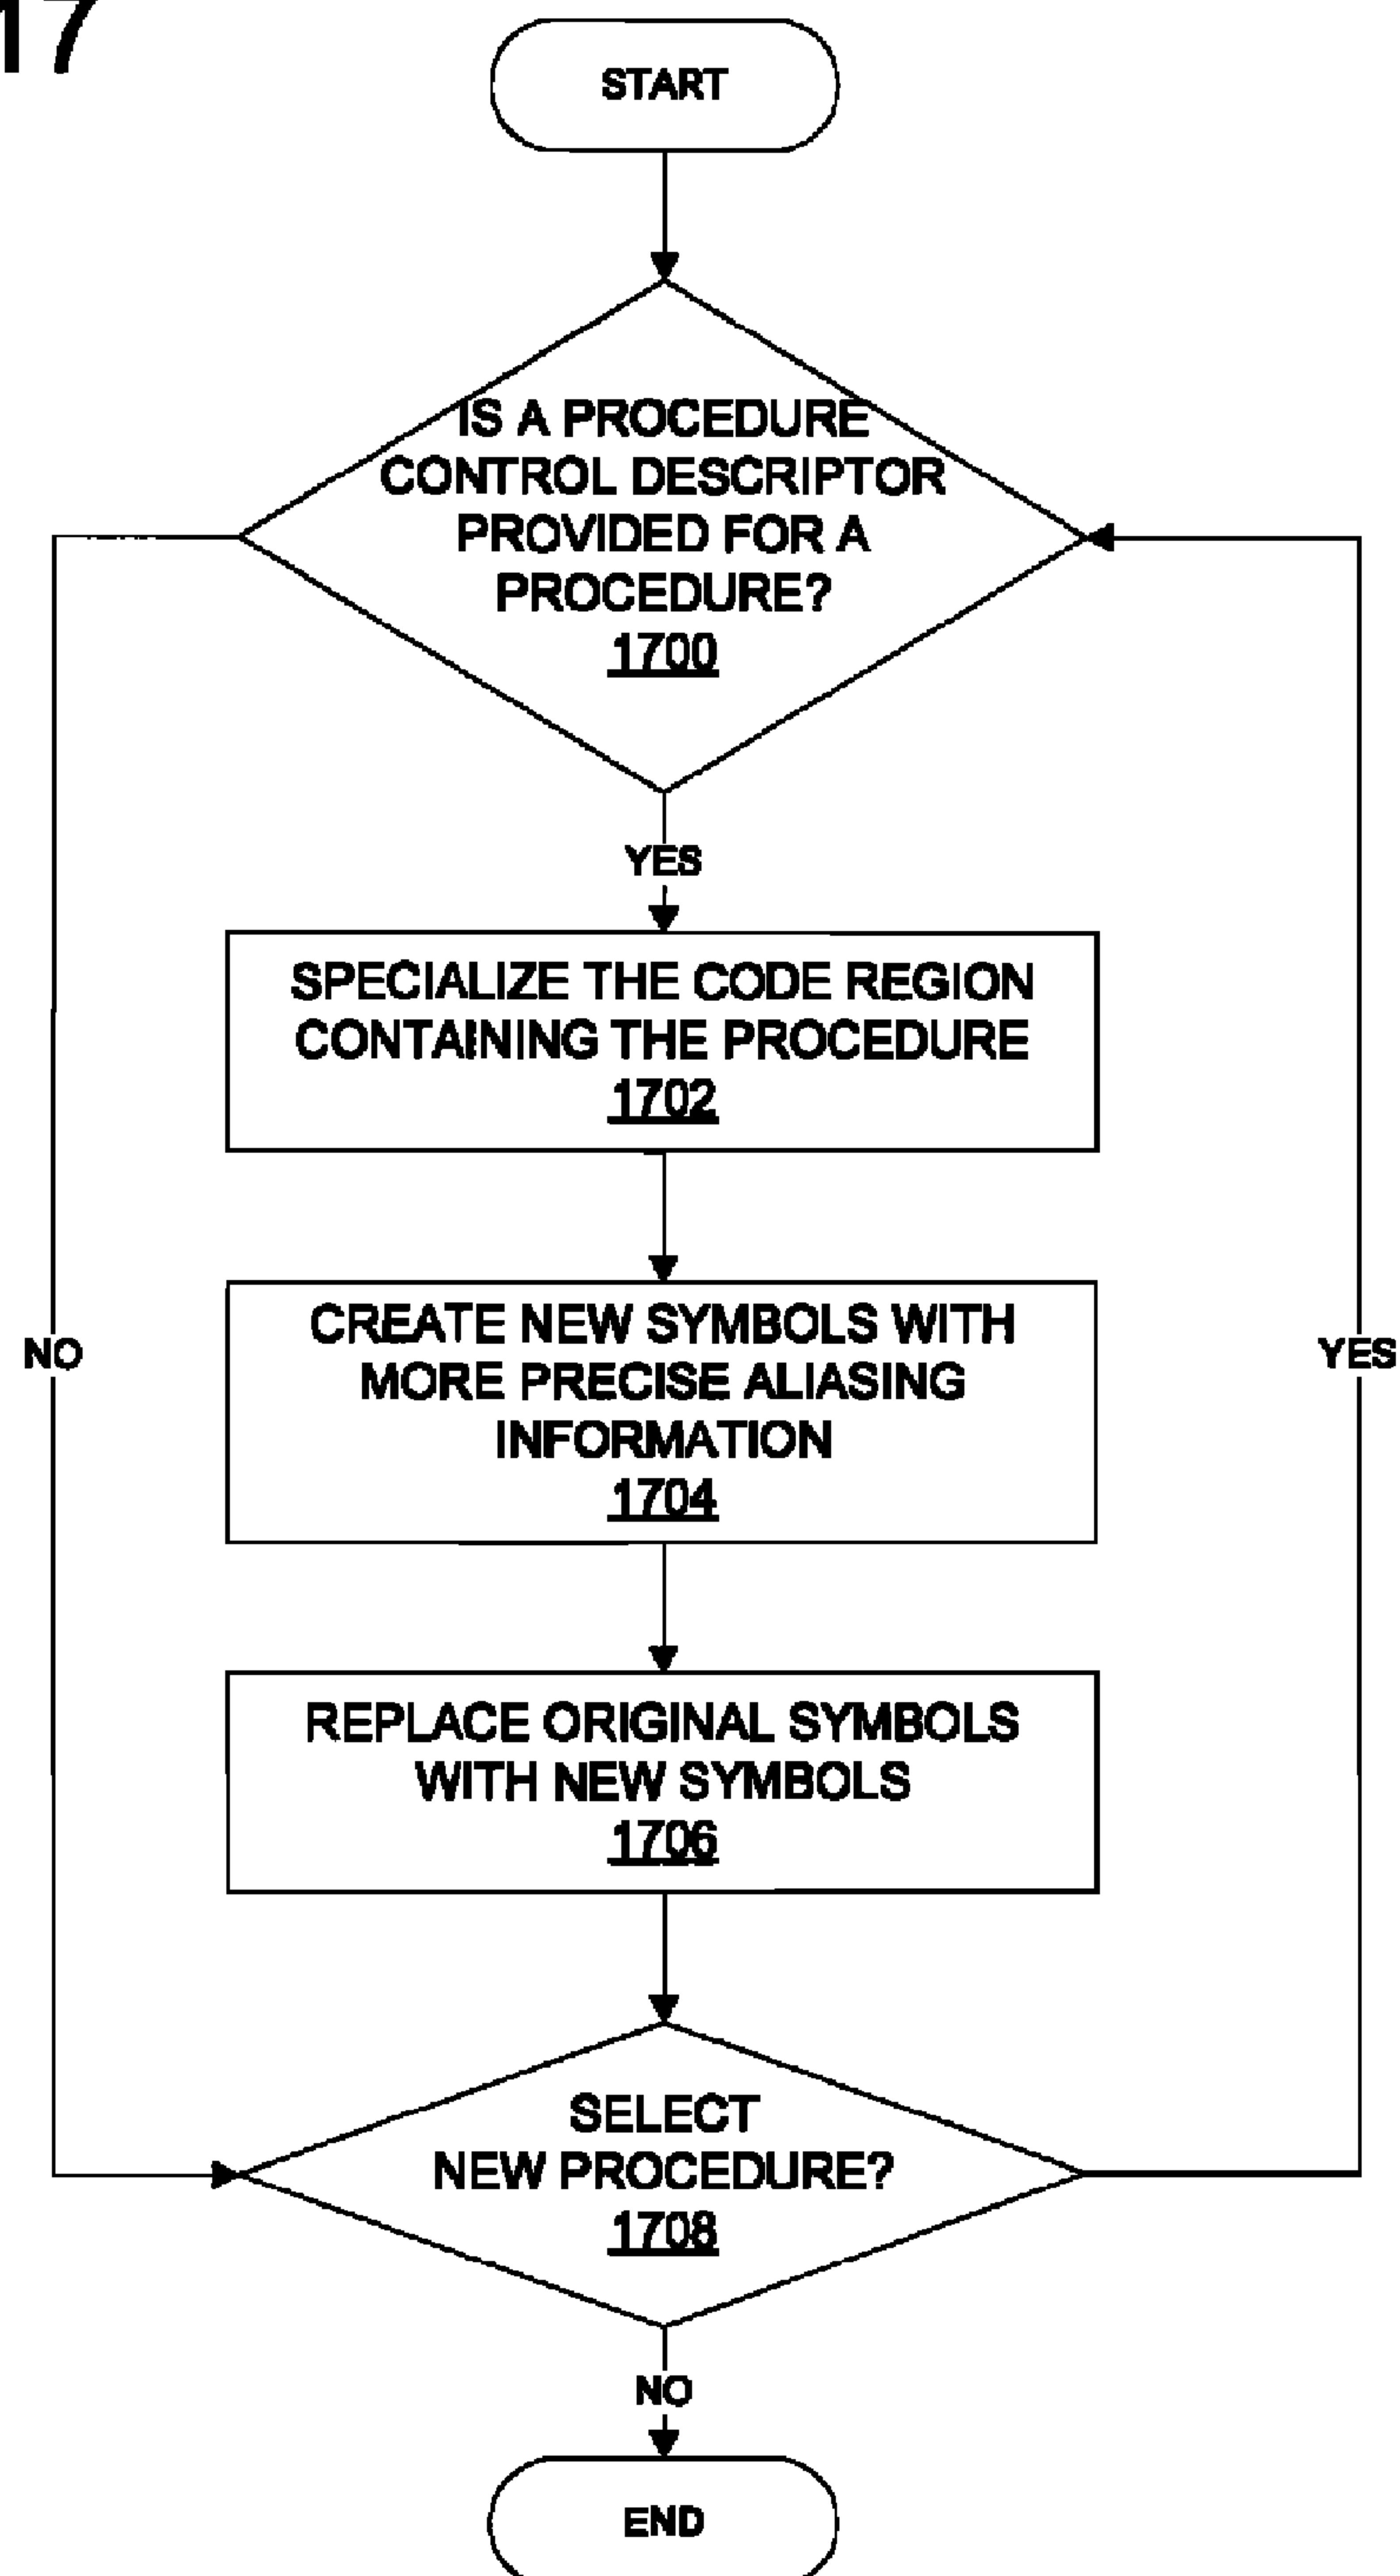 17
START
IS A PROCEDURE
CONTROL DESCRIPTOR
PROVIDED FOR A
PROCEDURE?
1700
YES
SPECIALIZE THE CODE REGION
CONTAINING THE PROCEDURE
1702
CREATE NEW SYMBOLS WITH
MORE PRECISE ALIASING
INFORMATION
1704
NO
YES
REPLACE ORIGINAL SYMBOLS
WITH NEW SYMBOLS
1706
SELECT
NEW PROCEDURE?
1708
NO
END